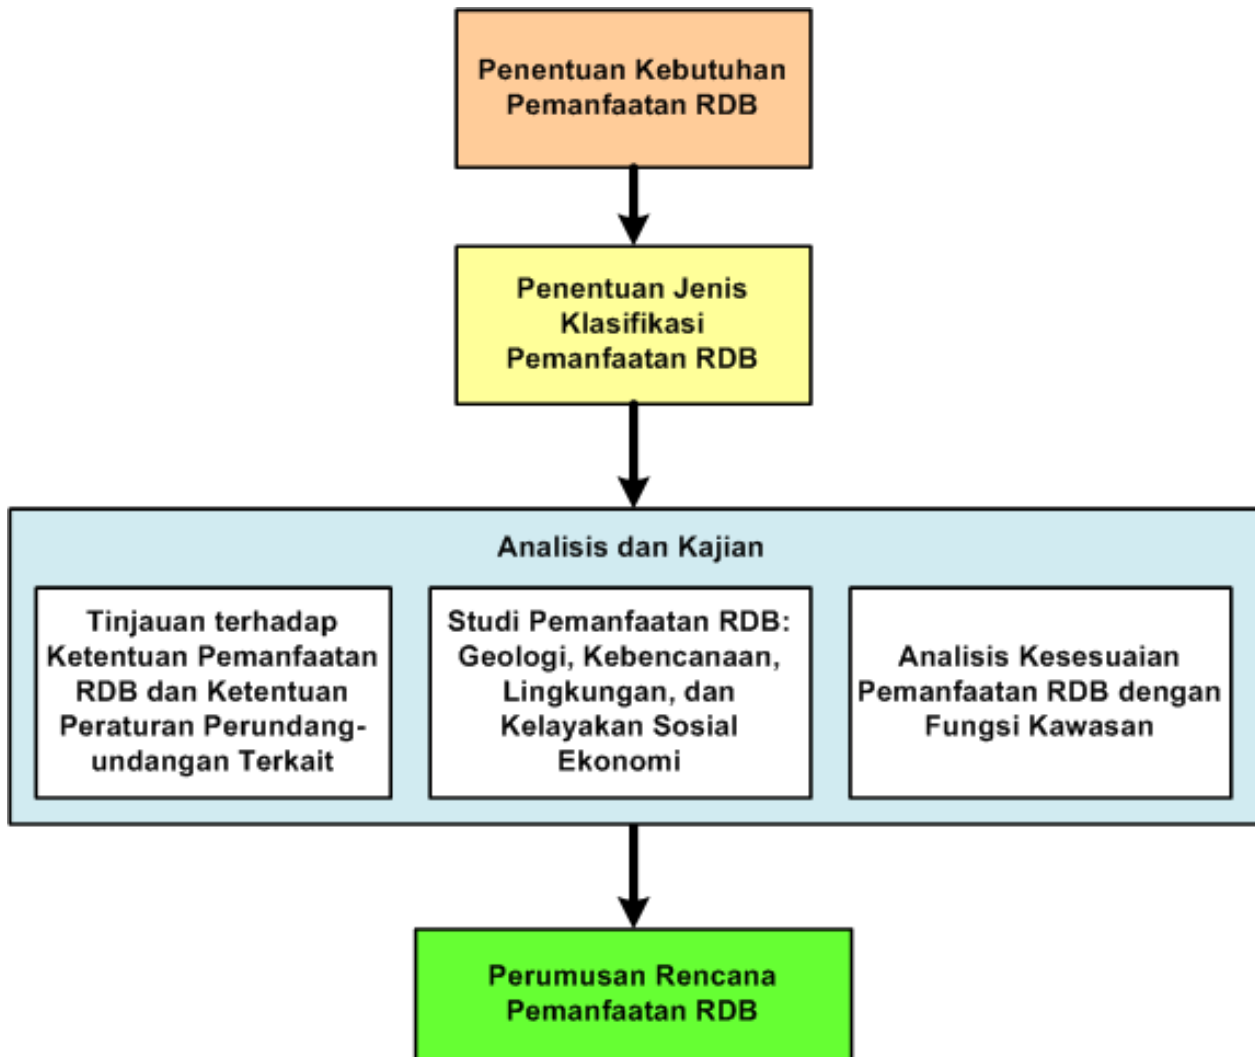 Penentuan Kebutuhan
Pemanfaatan RDB
Penentuan Jenis
Klasifikasi
Pemanfaatan RDB
Analisis dan Kajian
Tinjauan terhadap
Ketentuan Pemanfaatan
RDB dan Ketentuan
Peraturan Perundang-
undangan Terkait
Studi Pemanfaatan RDB:
Geologi, Kebencanaan,
Lingkungan, dan
Kelayakan Sosial
Ekonomi
Analisis Kesesuaian
Pemanfaatan RDB dengan
Fungsi Kawasan
Perumusan Rencana
Pemanfaatan RDB